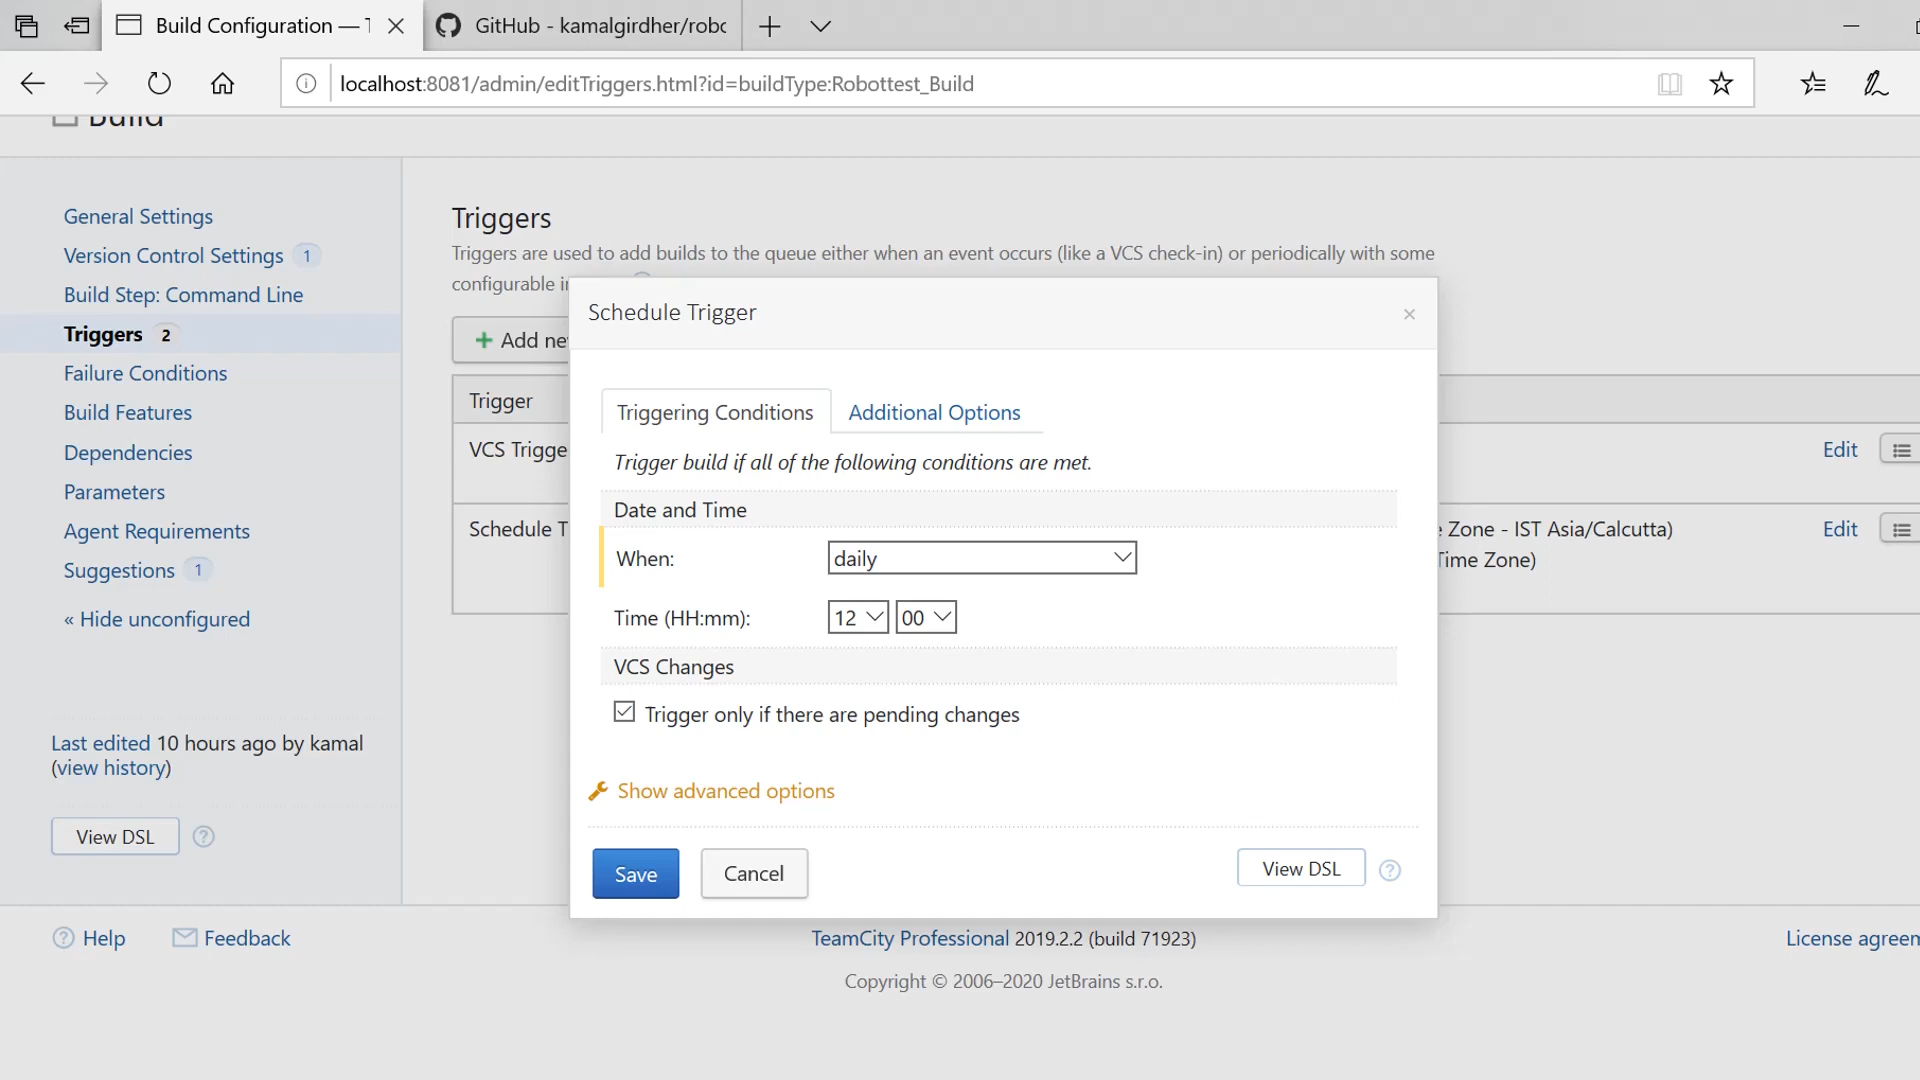 Build Configuration —
GitHub - kamalgirdher/robo
localhost:8081/admin/editTriggers.html?id=buildType:Robottest_Build
Build
General Settings
Version Control Settings 1
Build Step: Command Line
Triggers 2
Failure Conditions
Build Features
Dependencies
Parameters
Agent Requirements
Suggestions 1
« Hide unconfigured
Last edited 10 hours ago by kamal
(view history)
View DSL ?
Triggers
Triggers are used to add builds to the queue either when an event occurs (like a VCS check-in) or periodically with some
configurable
+ Add ne
Trigger
VCS Trigge
Edit
Schedule T
Zone - IST Asia/Calcutta)
Time Zone)
Edit
Schedule Trigger
×
Triggering Conditions
Additional Options
Trigger build if all of the following conditions are met.
Date and Time
When: daily
Time (HH:mm): 12 00
VCS Changes
Trigger only if there are pending changes
Show advanced options
Save
Cancel
View DSL ?
? Help
Feedback
TeamCity Professional 2019.2.2 (build 71923)
License agreem
Copyright © 2006–2020 JetBrains s.r.o.